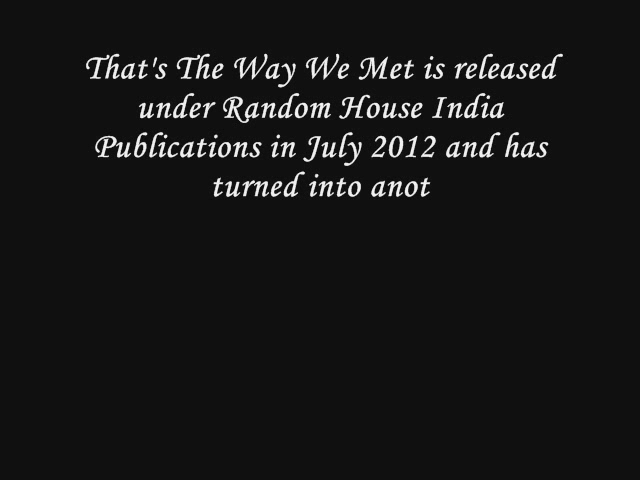 That's The Way We Met is released
under Random House India
Publications in July 2012 and has
turned into anot